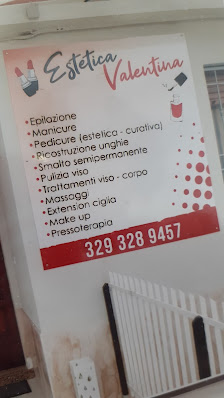 Estetica
Valentina
• Epilazione
• Manicure
• Pedicure (estetica - curativa)
• Ricostruzione unghie
• Smalto semipermanente
• Pulizia viso
• Trattamenti viso - corpo
• Massaggi
• Extension ciglia
• Make up
• Pressoterapia
329 328 9457